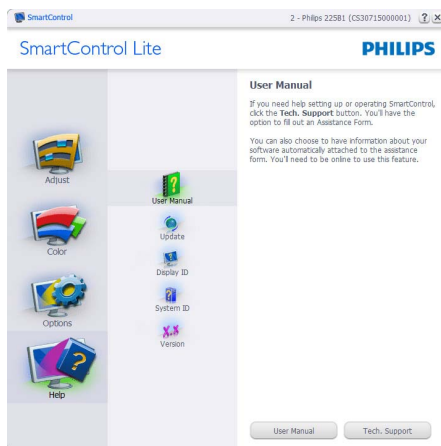 SmartControl
2 - Philips 225B1 (CS30715000001)
? X
SmartControl Lite
PHILIPS
Adjust
Color
Options
Help
User Manual
Update
Display ID
System ID
X.X
Version
User Manual
If you need help setting up or operating SmartControl,
click the Tech. Support button. You'll have the
option to fill out an Assistance Form.
You can also choose to have information about your
software automatically attached to the assistance
form. You'll need to be online to use this feature.
User Manual
Tech. Support